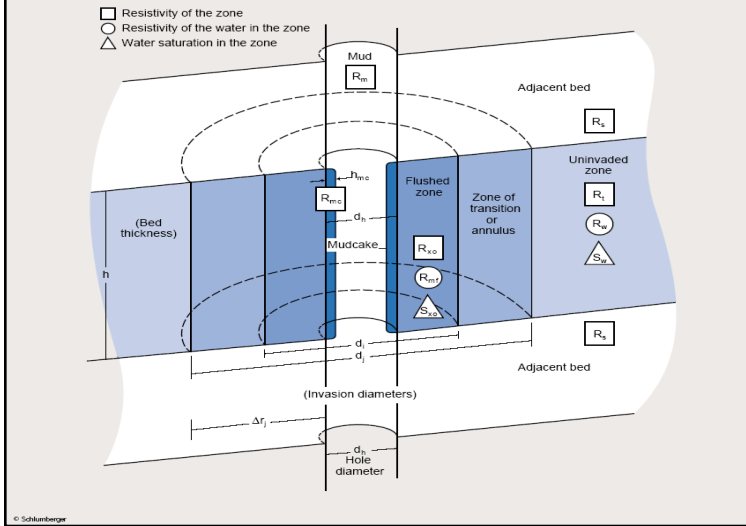 Resistivity of the zone
Resistivity of the water in the zone
Water saturation in the zone
Mud
Rm
Adjacent bed
Rs
Uninvaded
zone
Rt
Rw
Sw
hmc
Rmc
dh
Mudcake
Flushed
zone
Rxo
Rmf
Sxo
Zone of
transition
or
annulus
(Bed
thickness)
h
di
dj
Rs
Adjacent bed
(Invasion diameters)
Δrj
dh
Hole
diameter
© Schlumberger